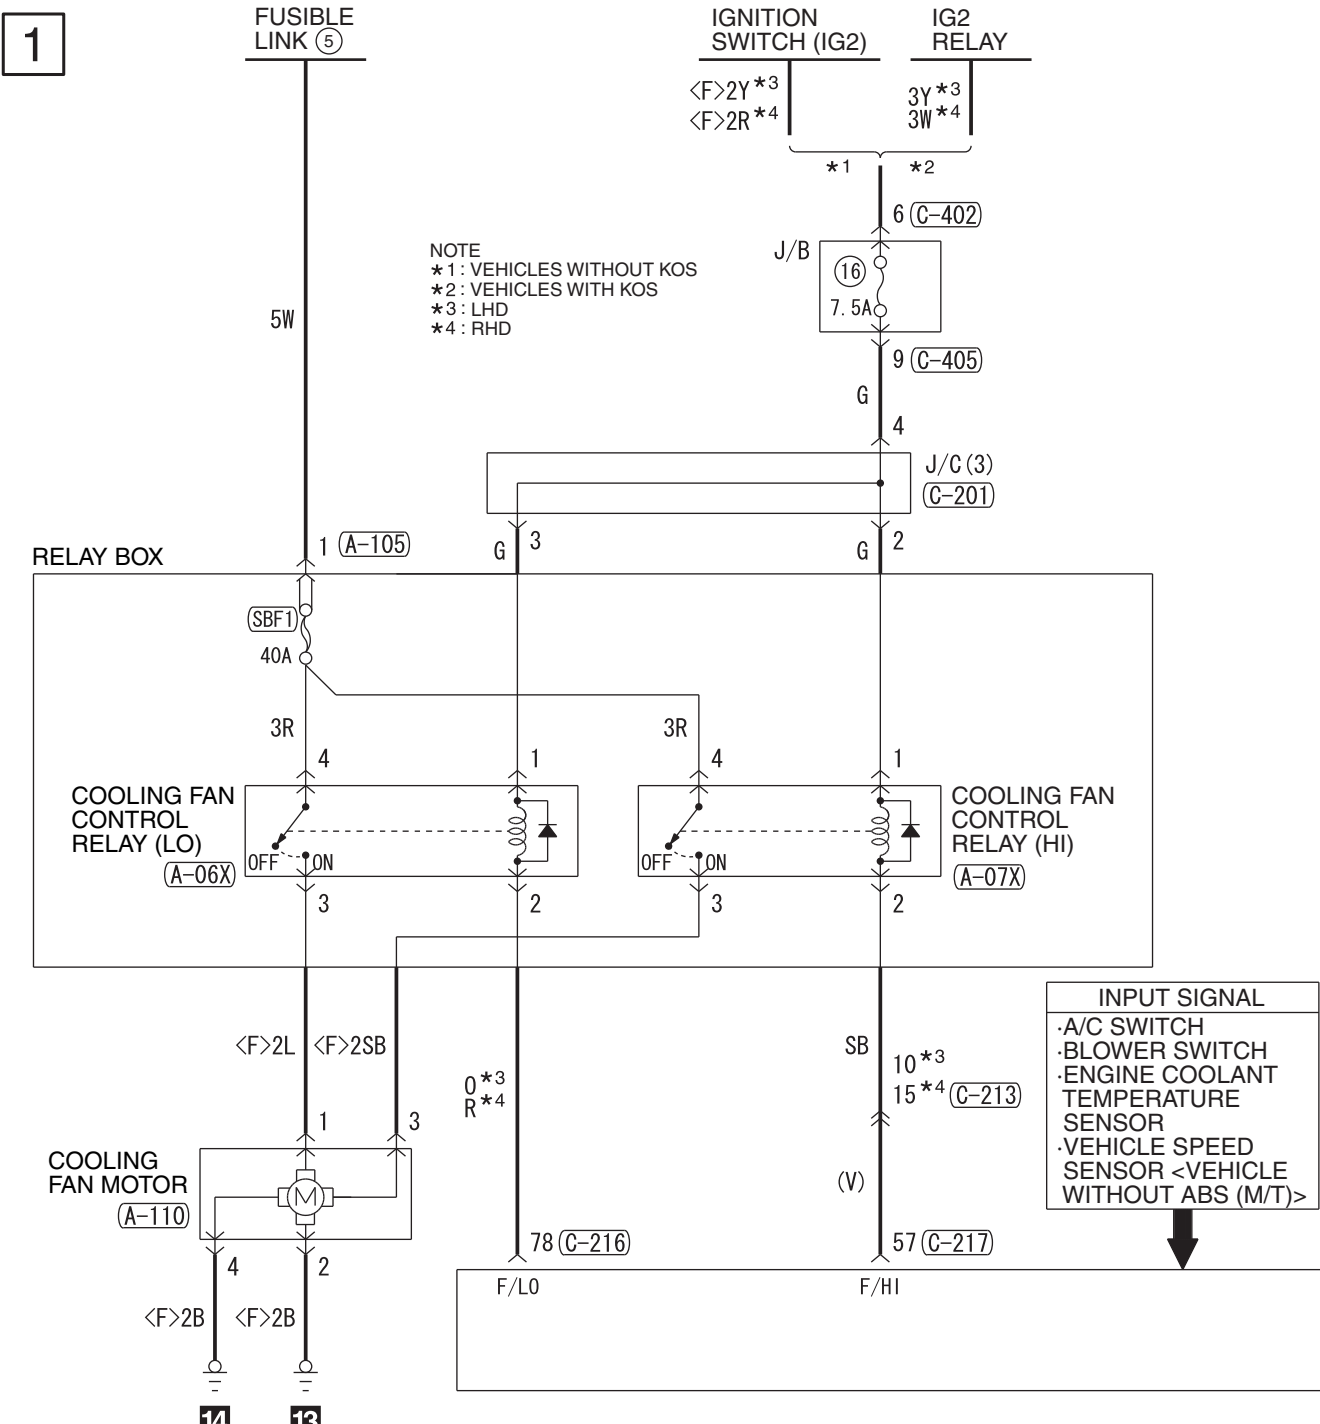 1
FUSIBLE
LINK 5
IGNITION
SWITCH (IG2)
IG2
RELAY
<F>2Y*3
<F>2R*4
3Y*3
3W*4
*1
*2
6 C-402
J/B
16
7.5A
NOTE
*1 : VEHICLES WITHOUT KOS
*2 : VEHICLES WITH KOS
*3 : LHD
*4 : RHD
5W
9 C-405
G
4
J/C(3)
C-201
1 A-105
G
3
G
2
RELAY BOX
SBF1
40A
3R
3R
4
1
4
1
COOLING FAN
CONTROL
RELAY (LO)
A-06X
OFF
ON
OFF
ON
COOLING FAN
CONTROL
RELAY (HI)
A-07X
3
2
3
2
<F>2L
<F>2SB
O*3
R*4
SB
10*3
15*4 C-213
INPUT SIGNAL
·A/C SWITCH
·BLOWER SWITCH
·ENGINE COOLANT
TEMPERATURE
SENSOR
·VEHICLE SPEED
SENSOR <VEHICLE
WITHOUT ABS (M/T)>
1
3
COOLING
FAN MOTOR
A-110
M
(V)
78 C-216
57 C-217
4
2
F/LO
F/HI
<F>2B
<F>2B
14
13